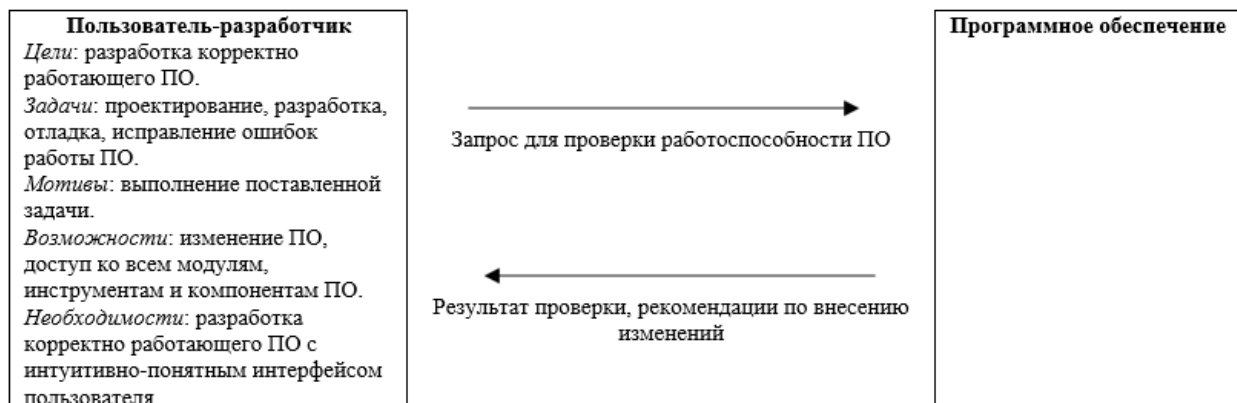 Пользователь-разработчик
Цели: разработка корректно
работающего ПО.
Задачи: проектирование, разработка,
отладка, исправление ошибок
работы ПО.
Мотивы: выполнение поставленной
задачи.
Возможности: изменение ПО,
доступ ко всем модулям,
инструментам и компонентам ПО.
Необходимости: разработка
корректно работающего ПО с
интуитивно-понятным интерфейсом
пользователя
Запрос для проверки работоспособности ПО
Результат проверки, рекомендации по внесению
изменений
Программное обеспечение